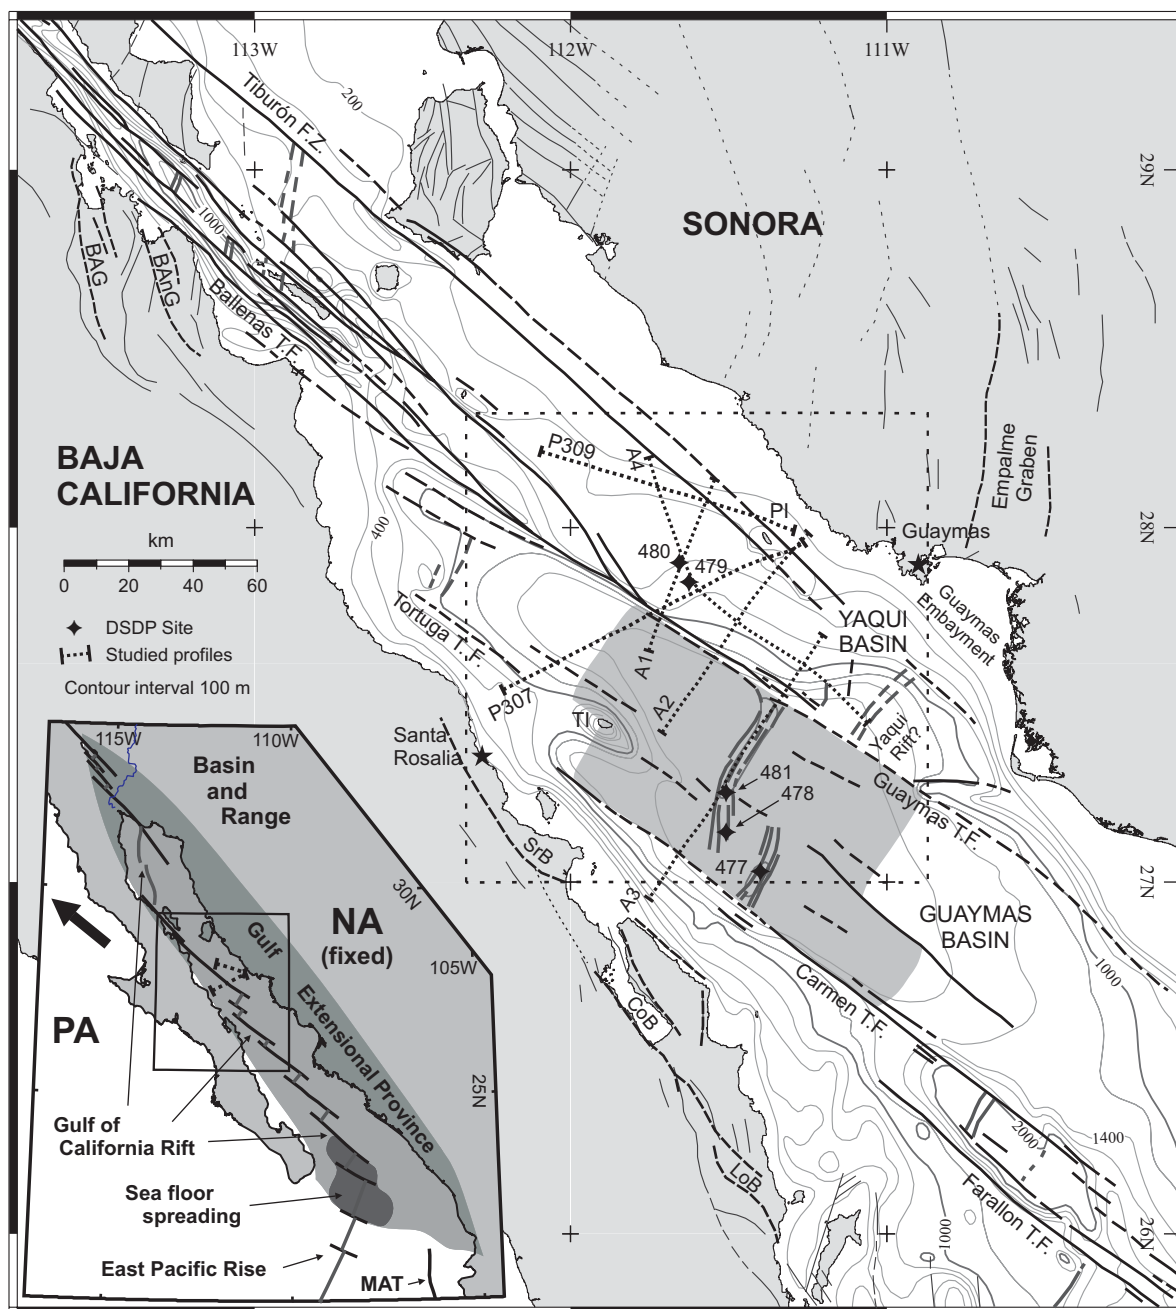 113W
112W
111W
Tiburón F.Z.
200
29N
SONORA
1000
BAG
BAnG
Ballenas T.F.
BAJA
CALIFORNIA
P309
A4
PI
Empalme
Graben
28N
Guaymas
400
480
479
km
0 20 40 60
DSDP Site
Studied profiles
Contour interval 100 m
Tortuga T.F.
YAQUI
BASIN
Guaymas
Embayment
A1
A2
P307
TI
Yaqui
Rift?
Santa
Rosalia
481
478
477
Guaymas T.F.
27N
SrB
A3
GUAYMAS
BASIN
1000
Carmen T.F.
CoB
LoB
2000
1400
Farallon T.F.
1000
26N
115W
110W
Basin
and
Range
30N
NA
(fixed)
105W
Gulf
Extensional Province
PA
25N
Gulf of
California Rift
Sea floor
spreading
East Pacific Rise
MAT